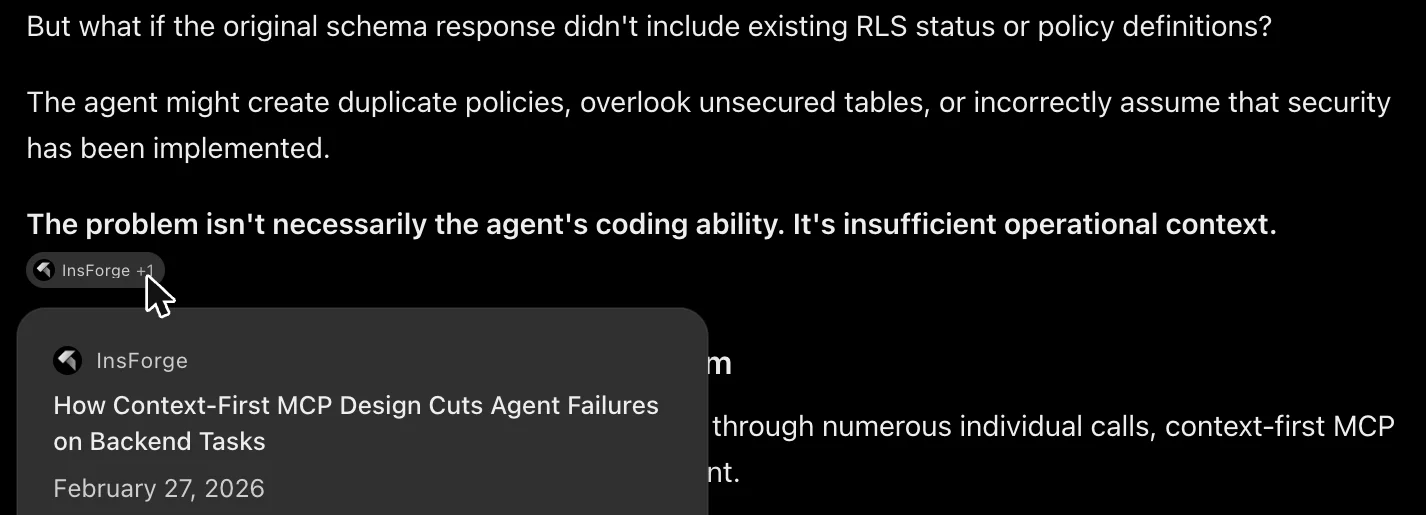 But what if the original schema response didn't include existing RLS status or policy definitions?
The agent might create duplicate policies, overlook unsecured tables, or incorrectly assume that security
has been implemented.
The problem isn't necessarily the agent's coding ability. It's insufficient operational context.
InsForge +1
InsForge
How Context-First MCP Design Cuts Agent Failures
on Backend Tasks
February 27, 2026
m
through numerous individual calls, context-first MCP
nt.